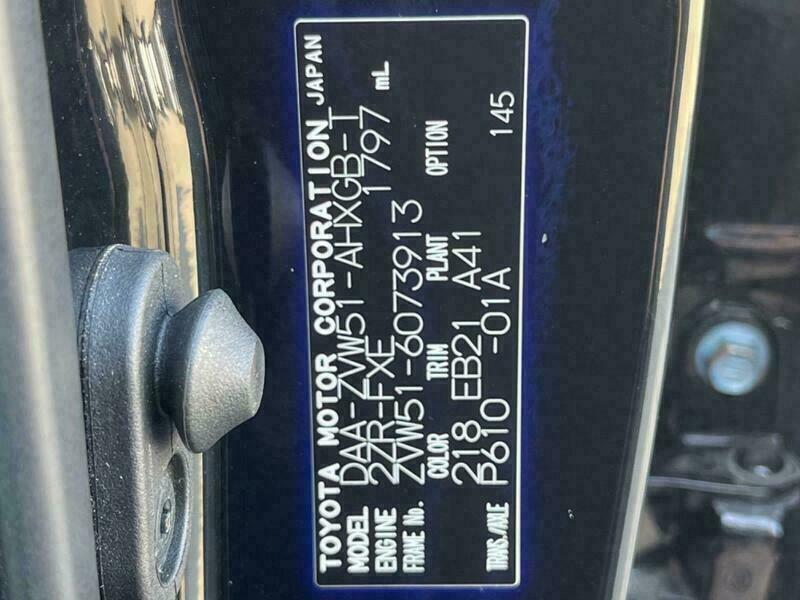 TOYOTA MOTOR CORPORATION JAPAN
MODEL DAA-ZVW51-AHXGB-T
ENGINE 2ZR-FXE 1797 mL
FRAME No. ZVW51-6073913
COLOR TRIM PLANT OPTION
218 EB21 A41 145
TRANS./AXLE P610 -01A